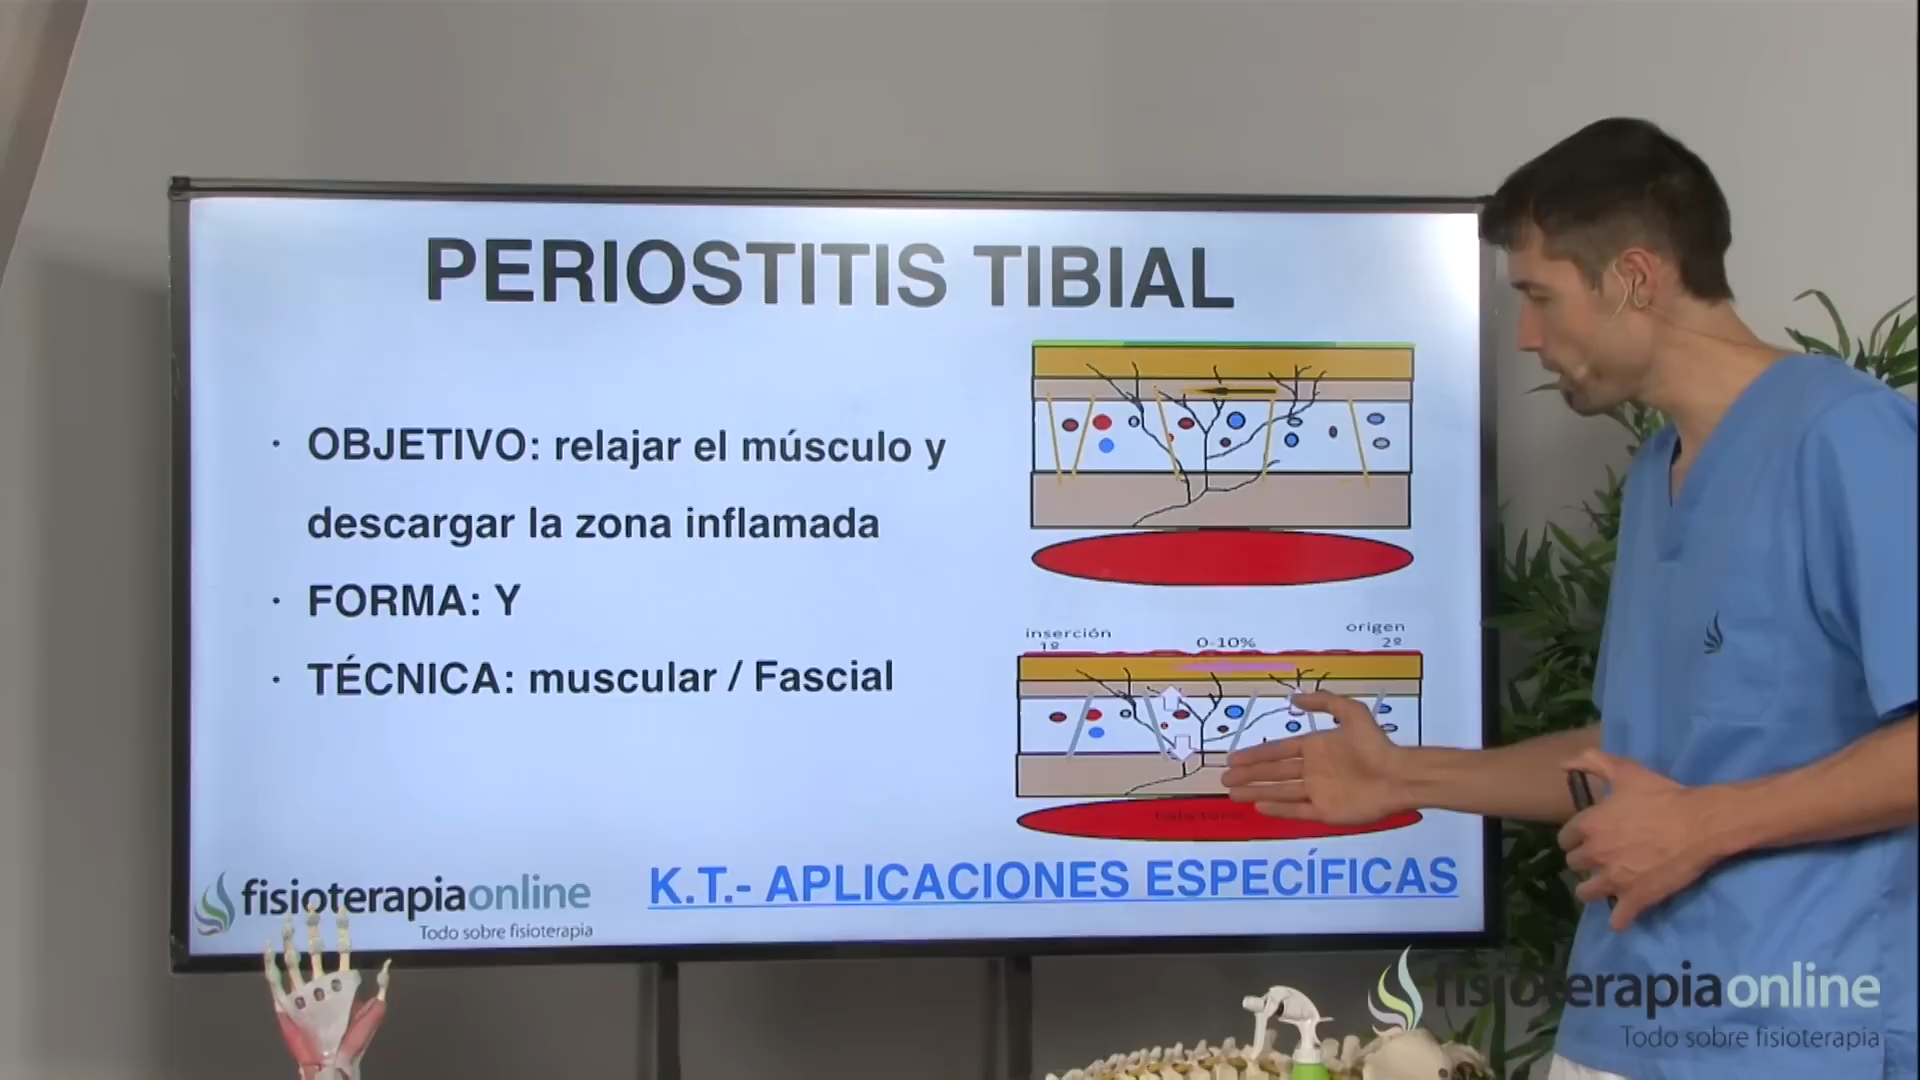 PERIOSTITIS TIBIAL
· OBJETIVO: relajar el músculo y
descargar la zona inflamada
· FORMA: Y
· TÉCNICA: muscular / Fascial
inserción
1º
0-10%
origen
2º
K.T.- APLICACIONES ESPECÍFICAS
fisioterapiaonline
Todo sobre fisioterapia
fisioterapiaonline
Todo sobre fisioterapia